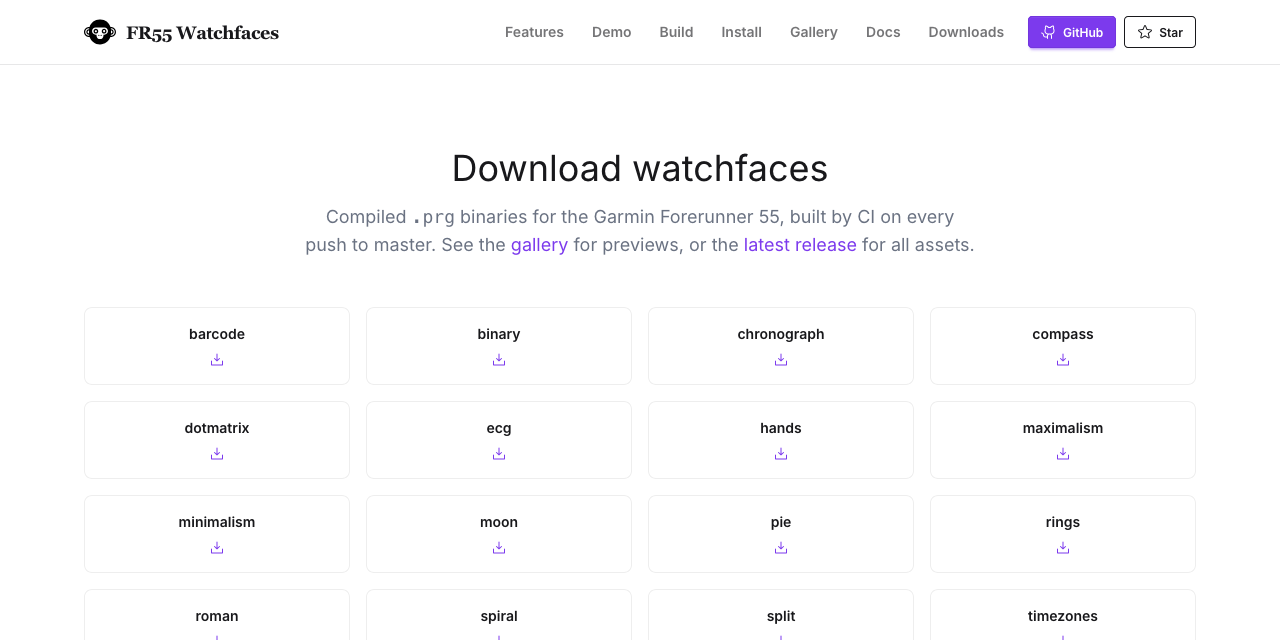 FR55 Watchfaces
Features Demo Build Install Gallery Docs Downloads GitHub Star
Download watchfaces
Compiled .prg binaries for the Garmin Forerunner 55, built by CI on every
push to master. See the gallery for previews, or the latest release for all assets.
barcode binary chronograph compass
dotmatrix ecg hands maximalism
minimalism moon pie rings
roman spiral split timezones